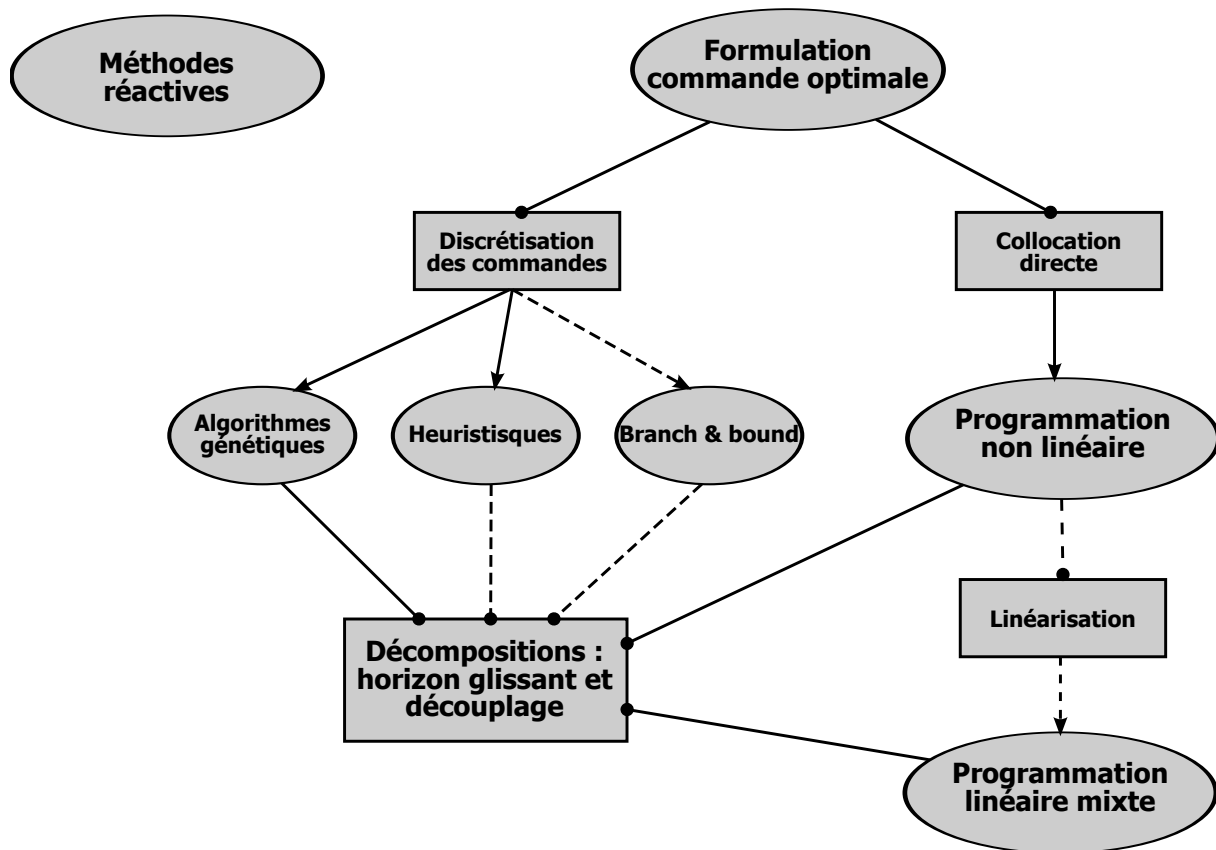 Méthodes
réactives
Formulation
commande optimale
Discrétisation
des commandes
Collocation
directe
Algorithmes
génétiques
Heuristisques
Branch & bound
Programmation
non linéaire
Linéarisation
Décompositions :
horizon glissant et
découplage
Programmation
linéaire mixte